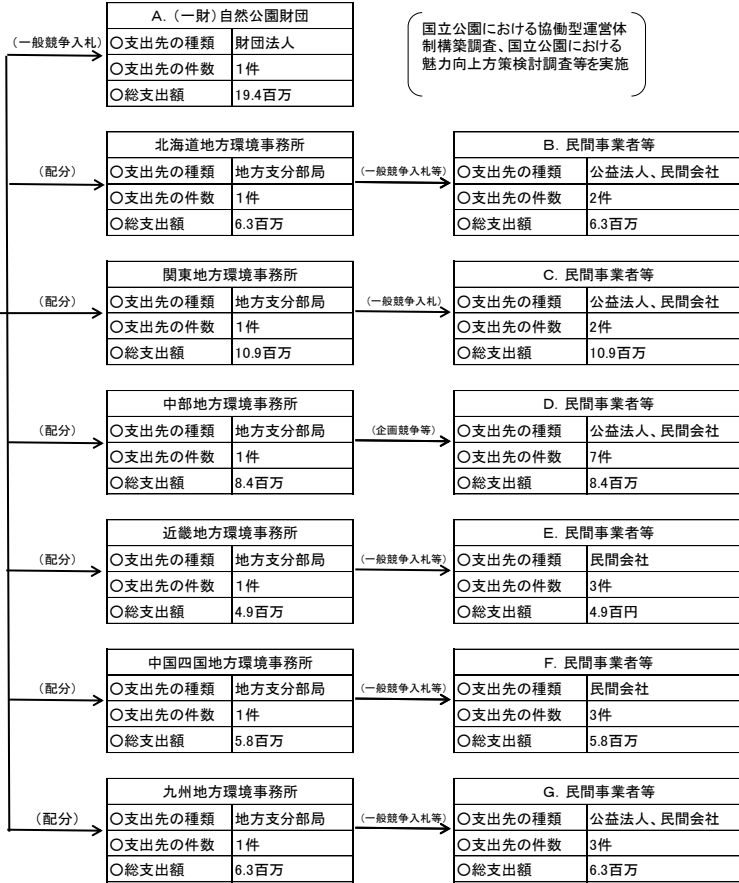 A. (一財)自然公園財団
(一般競争入札)
○支出先の種類 財団法人
○支出先の件数 1件
○総支出額 19.4百万
国立公園における協働型運営体
制構築調査、国立公園における
魅力向上方策検討調査等を実施
北海道地方環境事務所 B. 民間事業者等
(配分) ○支出先の種類 地方支分部局 (一般競争入札等) ○支出先の種類 公益法人、民間会社
○支出先の件数 1件 ○支出先の件数 2件
○総支出額 6.3百万 ○総支出額 6.3百万
関東地方環境事務所 C. 民間事業者等
(配分) ○支出先の種類 地方支分部局 (一般競争入札) ○支出先の種類 公益法人、民間会社
○支出先の件数 1件 ○支出先の件数 2件
○総支出額 10.9百万 ○総支出額 10.9百万
中部地方環境事務所 D. 民間事業者等
(配分) ○支出先の種類 地方支分部局 (企画競争等) ○支出先の種類 公益法人、民間会社
○支出先の件数 1件 ○支出先の件数 7件
○総支出額 8.4百万 ○総支出額 8.4百万
近畿地方環境事務所 E. 民間事業者等
(配分) ○支出先の種類 地方支分部局 (一般競争入札等) ○支出先の種類 民間会社
○支出先の件数 1件 ○支出先の件数 3件
○総支出額 4.9百万 ○総支出額 4.9百円
中国四国地方環境事務所 F. 民間事業者等
(配分) ○支出先の種類 地方支分部局 (一般競争入札等) ○支出先の種類 民間会社
○支出先の件数 1件 ○支出先の件数 3件
○総支出額 5.8百万 ○総支出額 5.8百万
九州地方環境事務所 G. 民間事業者等
(配分) ○支出先の種類 地方支分部局 (一般競争入札等) ○支出先の種類 公益法人、民間会社
○支出先の件数 1件 ○支出先の件数 3件
○総支出額 6.3百万 ○総支出額 6.3百万